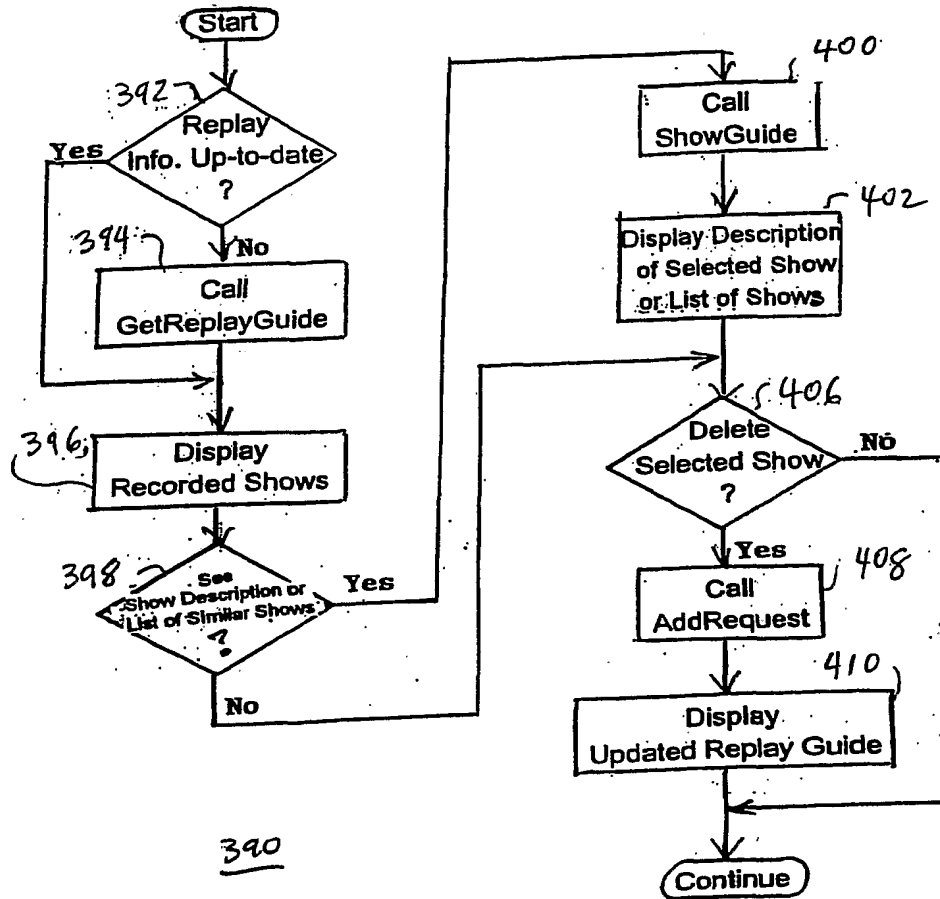 Start
392
Replay
Info. Up-to-date
?
Yes
No
394
Call
GetReplayGuide
396
Display
Recorded Shows
398
See
Show Description or
List of Similar Shows
?
Yes
No
400
Call
ShowGuide
402
Display Description
of Selected Show
or List of Shows
406
Delete
Selected Show
?
No
Yes
408
Call
AddRequest
410
Display
Updated Replay Guide
Continue
390